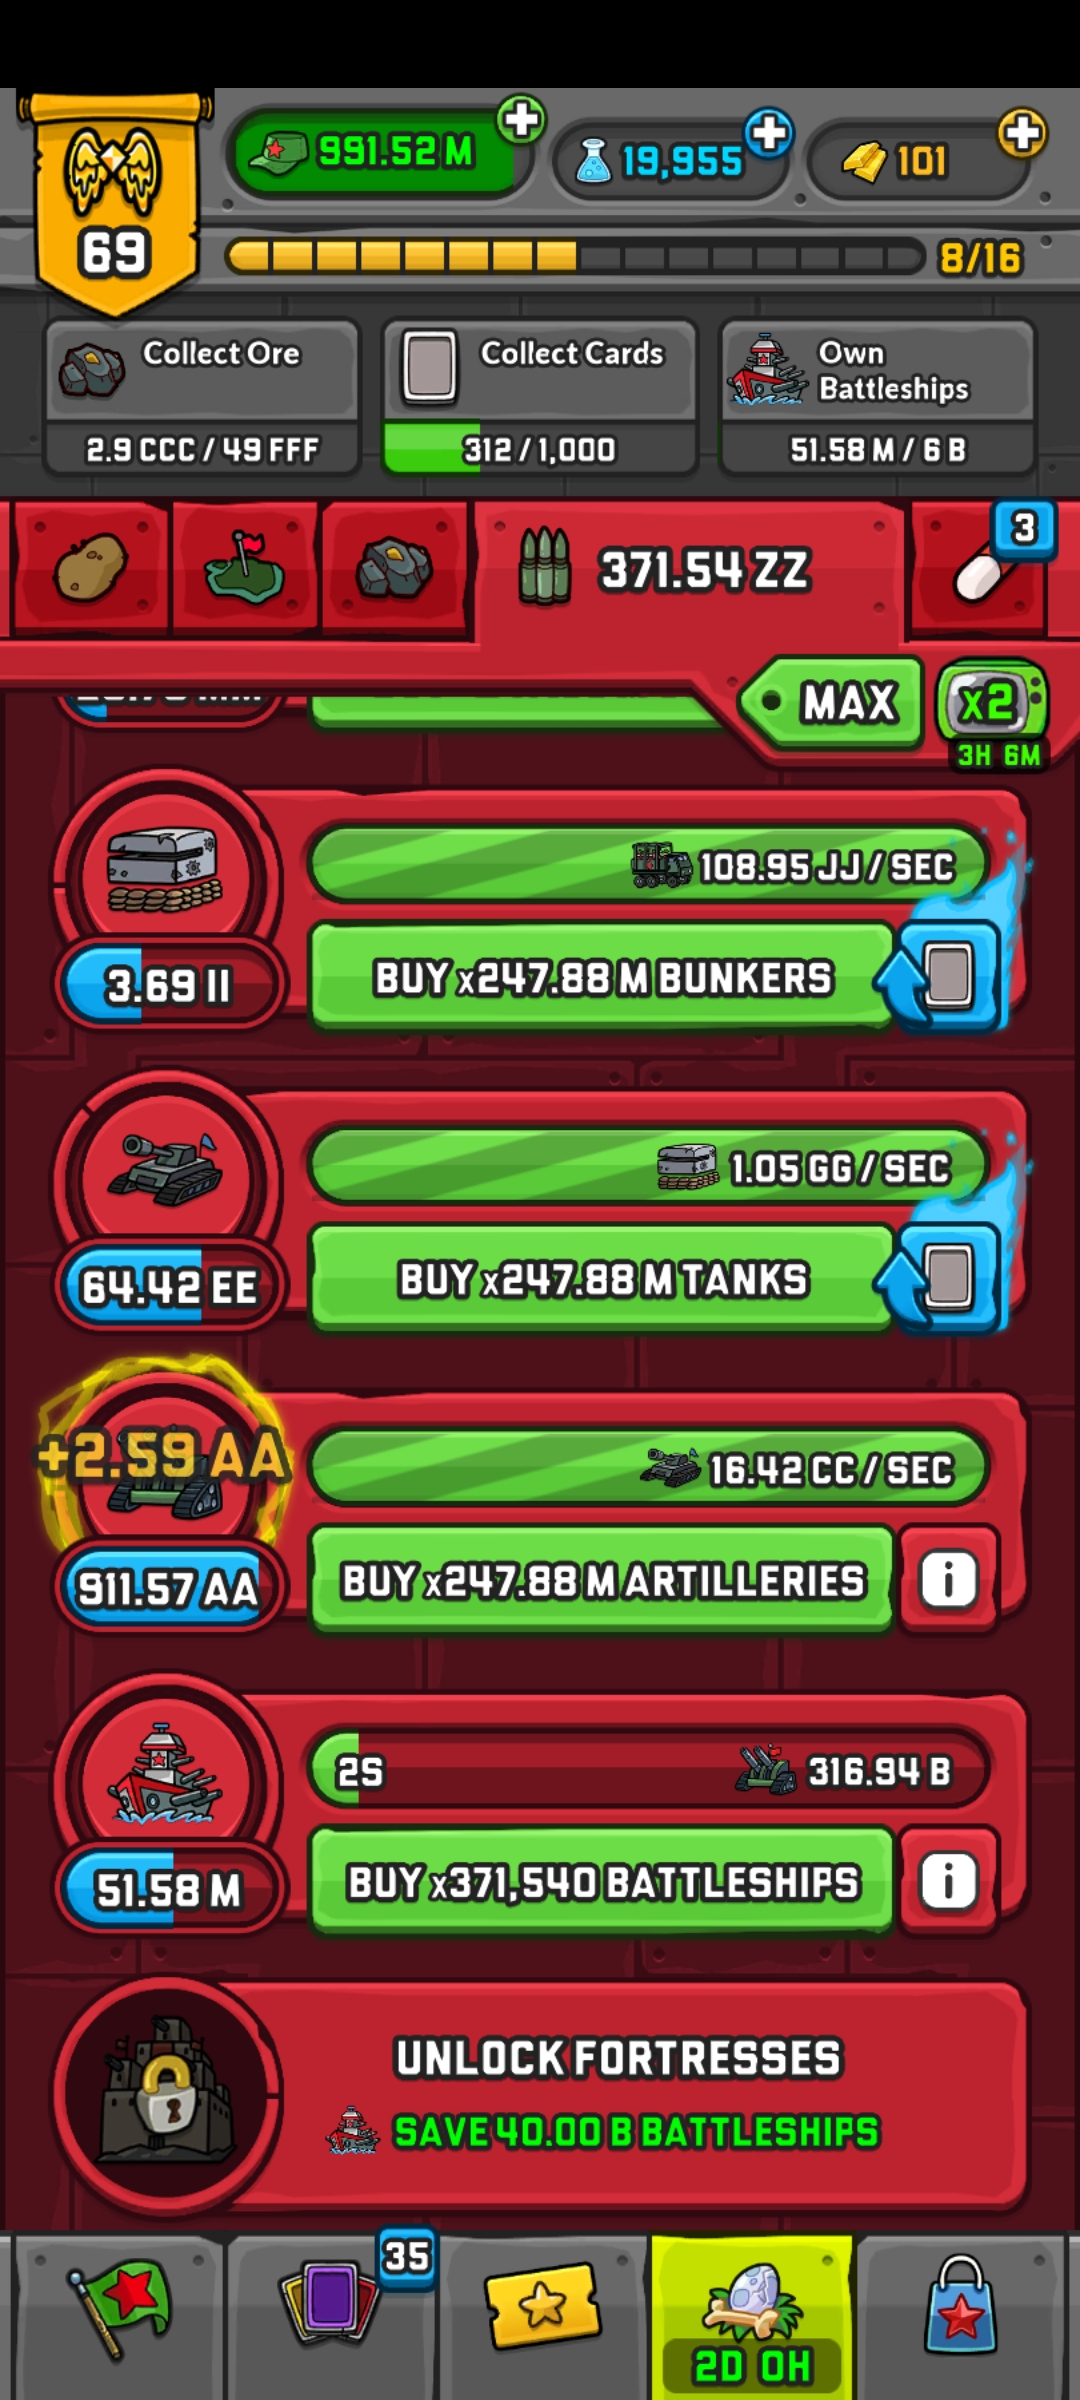 991.52 M
19,955
101
69
8/16
Collect Ore
2.9 CCC / 49 FFF
Collect Cards
312 / 1,000
Own
Battleships
51.58 M / 6 B
371.54 ZZ
3
MAX
x2
3H 6M
108.95 JJ / SEC
3.69 II
BUY x247.88 M BUNKERS
1.05 GG / SEC
64.42 EE
BUY x247.88 M TANKS
+2.59 AA
16.42 CC / SEC
911.57 AA
BUY x247.88 M ARTILLERIES
i
2S
316.94 B
51.58 M
BUY x371,540 BATTLESHIPS
i
UNLOCK FORTRESSES
SAVE 40.00 B BATTLESHIPS
35
2D 0H